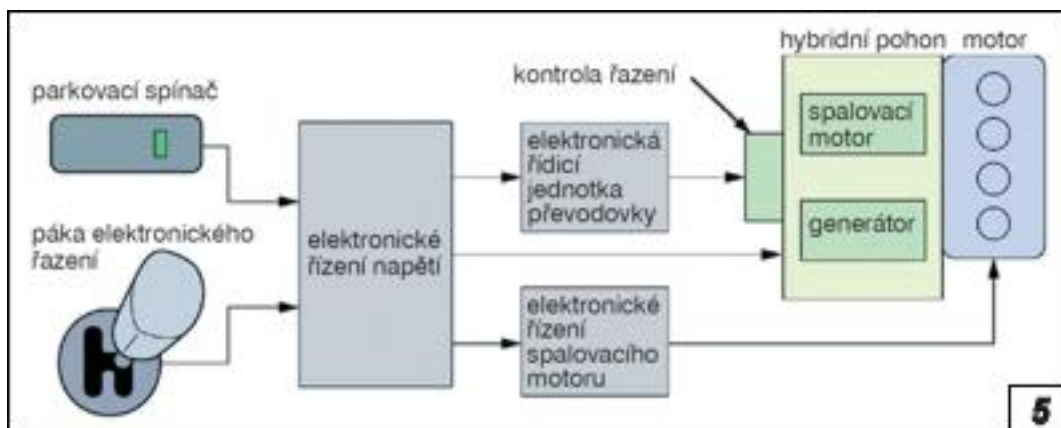 hybridní pohon
motor
kontrola řazení
parkovací spínač
spalovací
motor
elektronická
řídicí
jednotka
převodovky
páka elektronického
řazení
generátor
elektronické
řízení napětí
elektronické
řízení
spalovacího
motoru
5